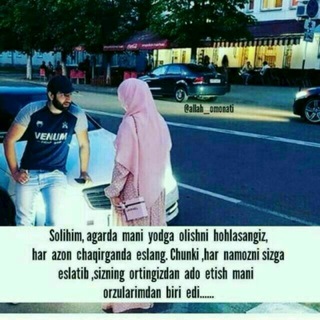 VENUM
@allah_omonati
Solihim, agarda mani yodga olishni hohlasangiz,
har azon chaqirganda eslang. Chunki ,har namozni sizga
eslatib ,sizning ortingizdan ado etish mani
orzularimdan biri edi......